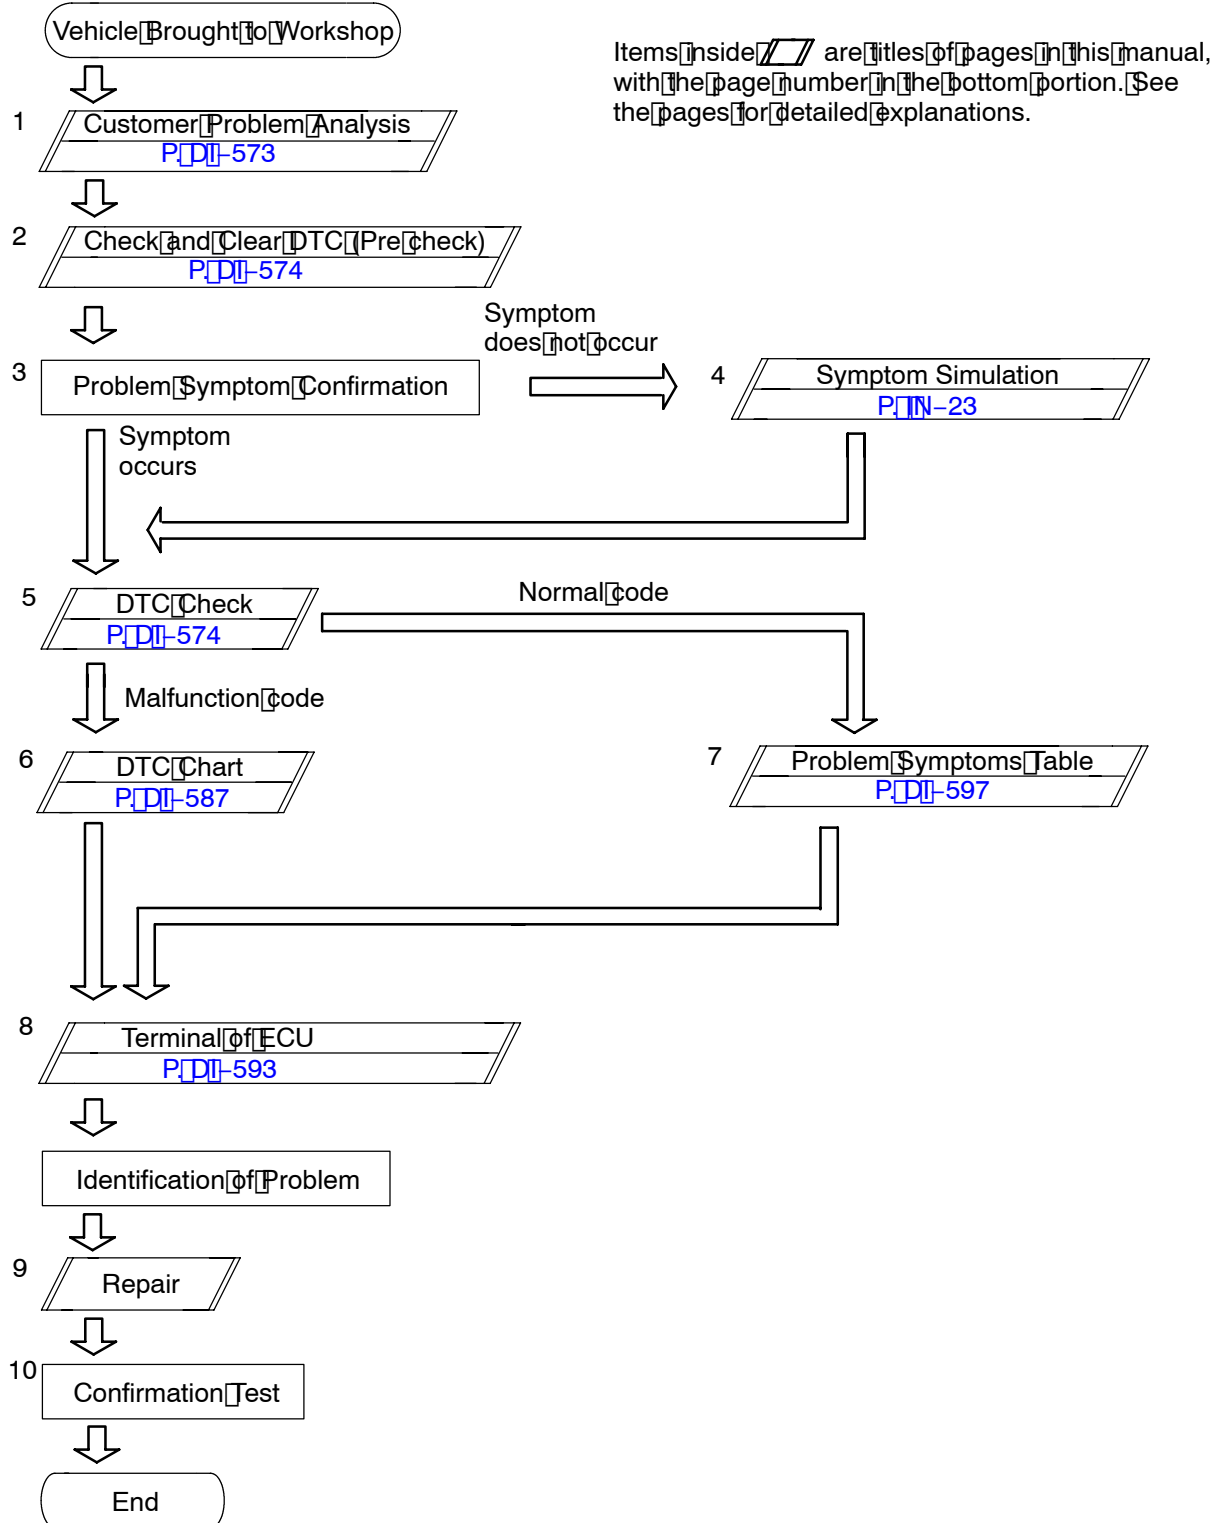 Vehicle Brought to Workshop
Items inside are titles of pages in this manual,
with the page number in the bottom portion. See
the pages for detailed explanations.
1
Customer Problem Analysis
P. DI–573
2
Check and Clear DTC (Pre check)
P. DI–574
Symptom
does not occur
3
Problem Symptom Confirmation
4
Symptom Simulation
P. IN–23
Symptom
occurs
5
DTC Check
P. DI–574
Normal code
Malfunction code
6
DTC Chart
P. DI–587
7
Problem Symptoms Table
P. DI–597
8
Terminal of ECU
P. DI–593
Identification of Problem
9
Repair
10
Confirmation Test
End